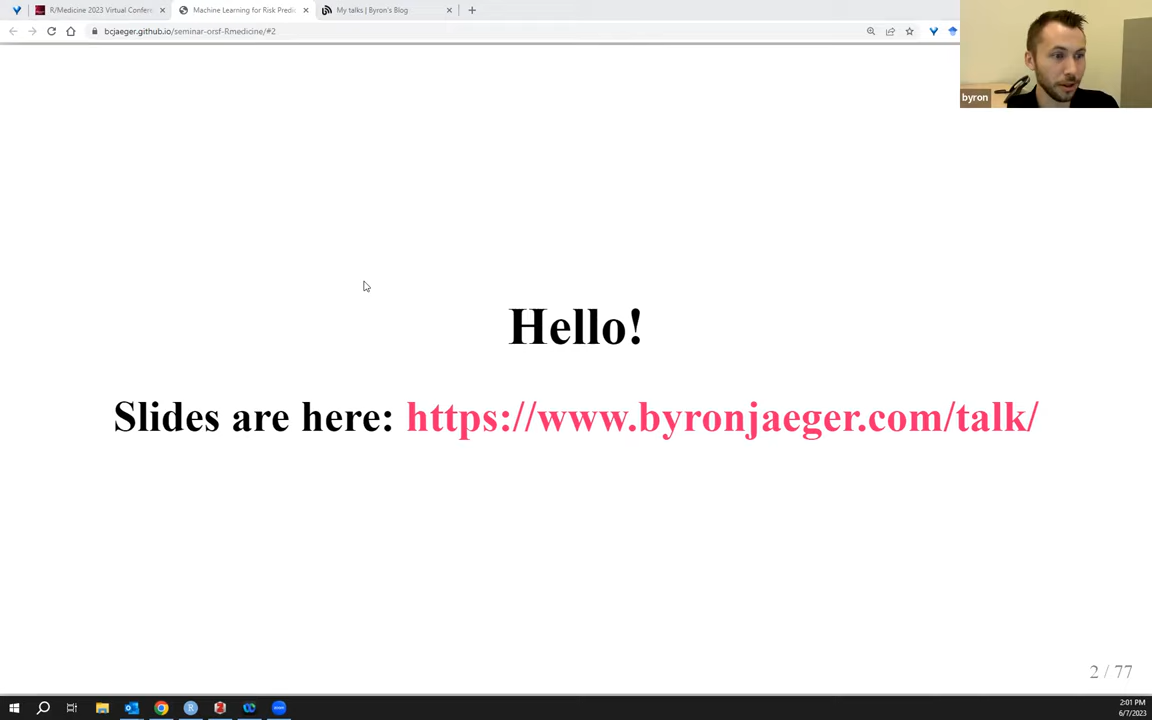 R/Medicine 2023 Virtual Confere
Machine Learning for Risk Predic
My talks | Byron's Blog
bcjaeger.github.io/seminar-orsf-Rmedicine/#2
byron
Hello!
Slides are here: https://www.byronjaeger.com/talk/
2 / 77
2:01 PM
6/7/2023